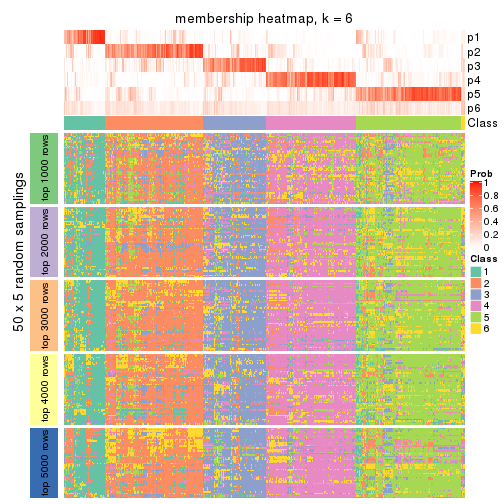 membership heatmap, k = 6
p1
p2
p3
p4
p5
p6
Class
50 x 5 random samplings
top 1000 rows
top 2000 rows
top 3000 rows
top 4000 rows
top 5000 rows
Prob
1
0.8
0.6
0.4
0.2
0
Class
1
2
3
4
5
6